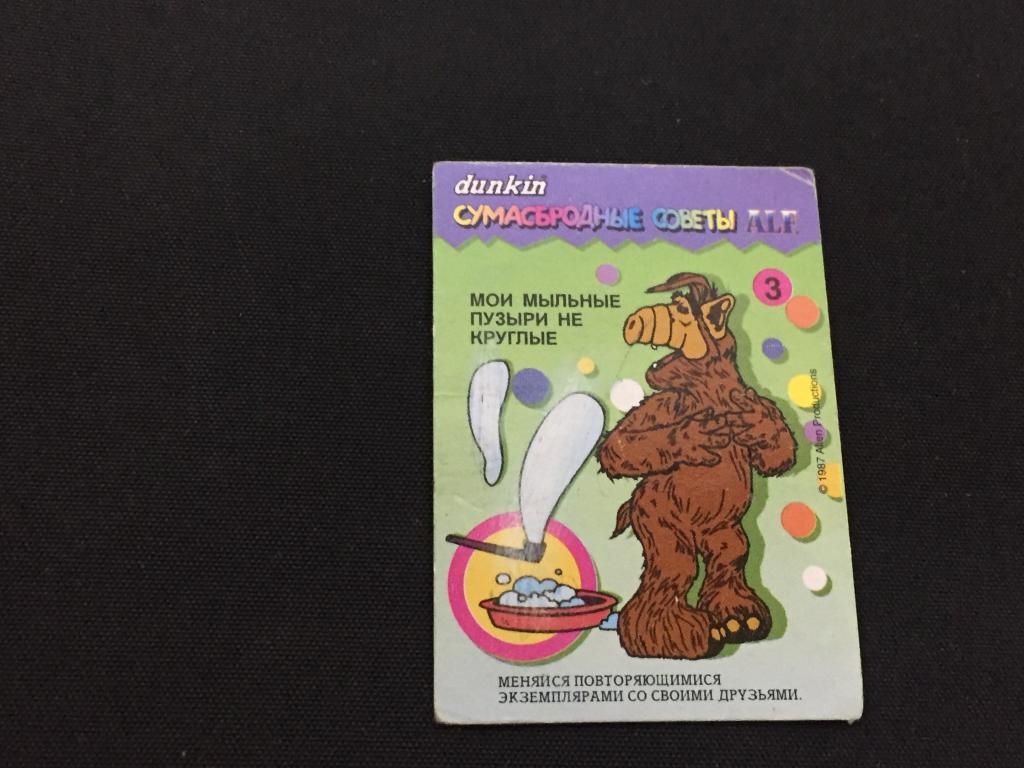 dunkin
СУМАСБРОДНЫЕ СОВЕТЫ ALF
3
МОИ МЫЛЬНЫЕ
ПУЗЫРИ НЕ
КРУГЛЫЕ
© 1987 Alien Productions
МЕНЯЙСЯ ПОВТОРЯЮЩИМИСЯ
ЭКЗЕМПЛЯРАМИ СО СВОИМИ ДРУЗЬЯМИ.